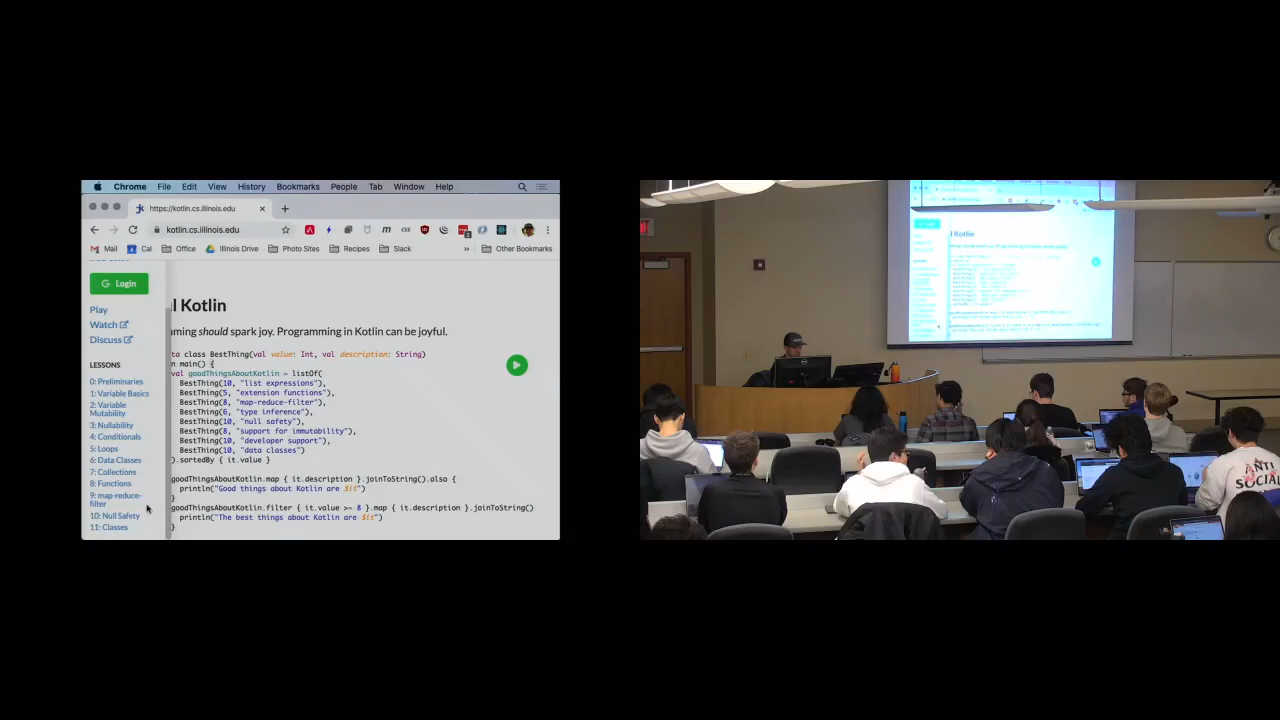 Chrome File Edit View History Bookmarks People Tab Window Help
https://kotlin.cs.illinois.edu
kotlin.cs.illinois.edu
Mail Cal Office Illinois Drive Photo Sites Recipes Slack » Other Bookmarks
Login
Play
Watch
Discuss
LESSONS
0: Preliminaries
1: Variable Basics
2: Variable
Mutability
3: Nullability
4: Conditionals
5: Loops
6: Data Classes
7: Collections
8: Functions
9: map-reduce-
filter
10: Null Safety
11: Classes
l Kotlin
aming should spark joy. Programming in Kotlin can be joyful.
ta class BestThing(val value: Int, val description: String)
n main() {
val goodThingsAboutKotlin = listOf(
BestThing(10, "list expressions"),
BestThing(5, "extension functions"),
BestThing(8, "map-reduce-filter"),
BestThing(6, "type inference"),
BestThing(10, "null safety"),
BestThing(8, "support for immutability"),
BestThing(10, "developer support"),
BestThing(10, "data classes")
).sortedBy { it.value }
goodThingsAboutKotlin.map { it.description }.joinToString().also {
println("Good things about Kotlin are $it")
}
goodThingsAboutKotlin.filter { it.value >= 8 }.map { it.description }.joinToString()
println("The best things about Kotlin are $it")
}
l Kotlin
ANTI
SOCIAL